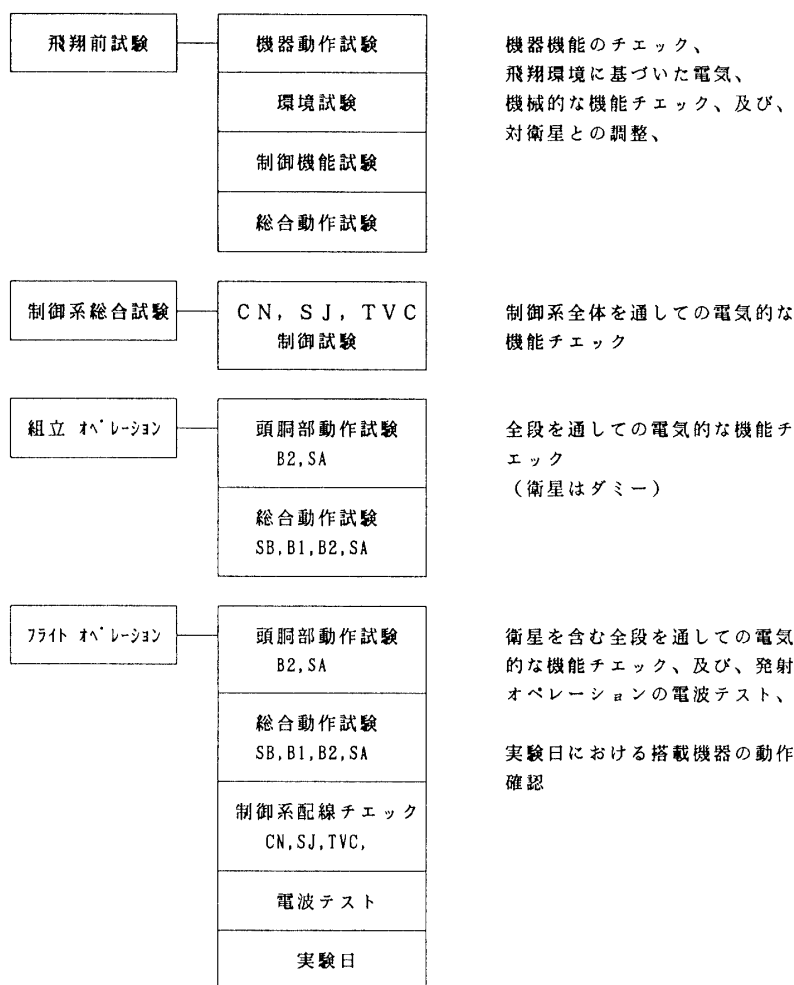 飛翔前試験
機器動作試験
環境試験
制御機能試験
総合動作試験
機器機能のチェック、
飛翔環境に基づいた電気、
機械的な機能チェック、及び、
対衛星との調整、
制御系総合試験
CN, SJ, TVC
制御試験
制御系全体を通しての電気的な
機能チエック
組立 ｵﾍﾟﾚｰｼｮﾝ
頭胴部動作試験
B2,SA
総合動作試験
SB,B1,B2,SA
全段を通しての電気的な機能チ
ェック
（衛星はダミー）
ﾌﾗｲﾄ ｵﾍﾟﾚｰｼｮﾝ
頭胴部動作試験
B2,SA
総合動作試験
SB,B1,B2,SA
制御系配線チェック
CN,SJ,TVC,
電波テスト
実験日
衛星を含む全段を通しての電気
的な機能チェック、及び、発射
オペレーションの電波テスト、
実験日における搭載機器の動作
確認